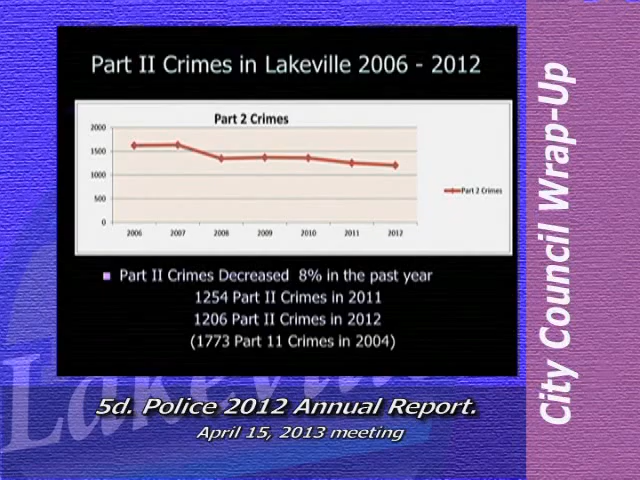 Part II Crimes in Lakeville 2006 - 2012
Part 2 Crimes
2000
1500
1000
500
0
2006 2007 2008 2009 2010 2011 2012
Part 2 Crimes
Part II Crimes Decreased 8% in the past year
1254 Part II Crimes in 2011
1206 Part II Crimes in 2012
(1773 Part 11 Crimes in 2004)
City Council Wrap-Up
Lakeville
5d. Police 2012 Annual Report.
April 15, 2013 meeting